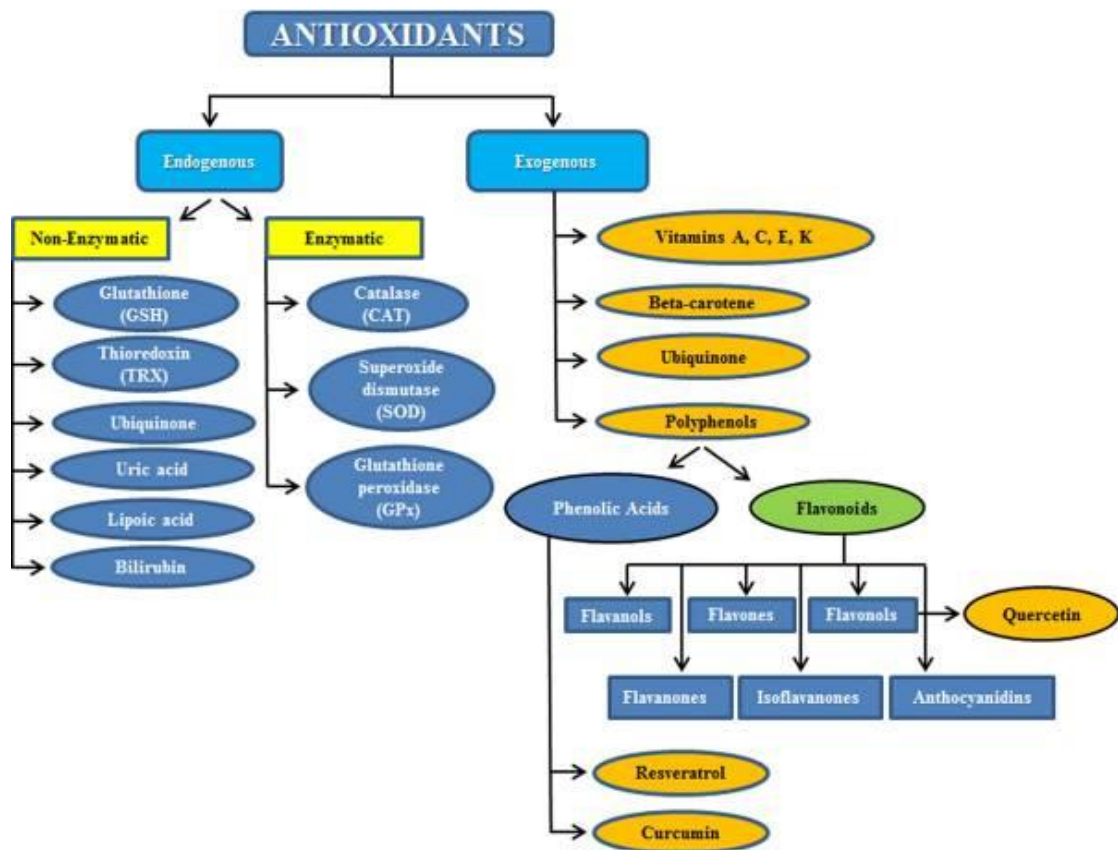 ANTIOXIDANTS
Endogenous
Exogenous
Non-Enzymatic
Enzymatic
Glutathione
(GSH)
Thioredoxin
(TRX)
Ubiquinone
Uric acid
Lipoic acid
Bilirubin
Catalase
(CAT)
Superoxide
dismutase
(SOD)
Glutathione
peroxidase
(GPx)
Vitamins A, C, E, K
Beta-carotene
Ubiquinone
Polyphenols
Phenolic Acids
Flavonoids
Flavanols
Flavones
Flavonols
Quercetin
Flavanones
Isoflavanones
Anthocyanidins
Resveratrol
Curcumin